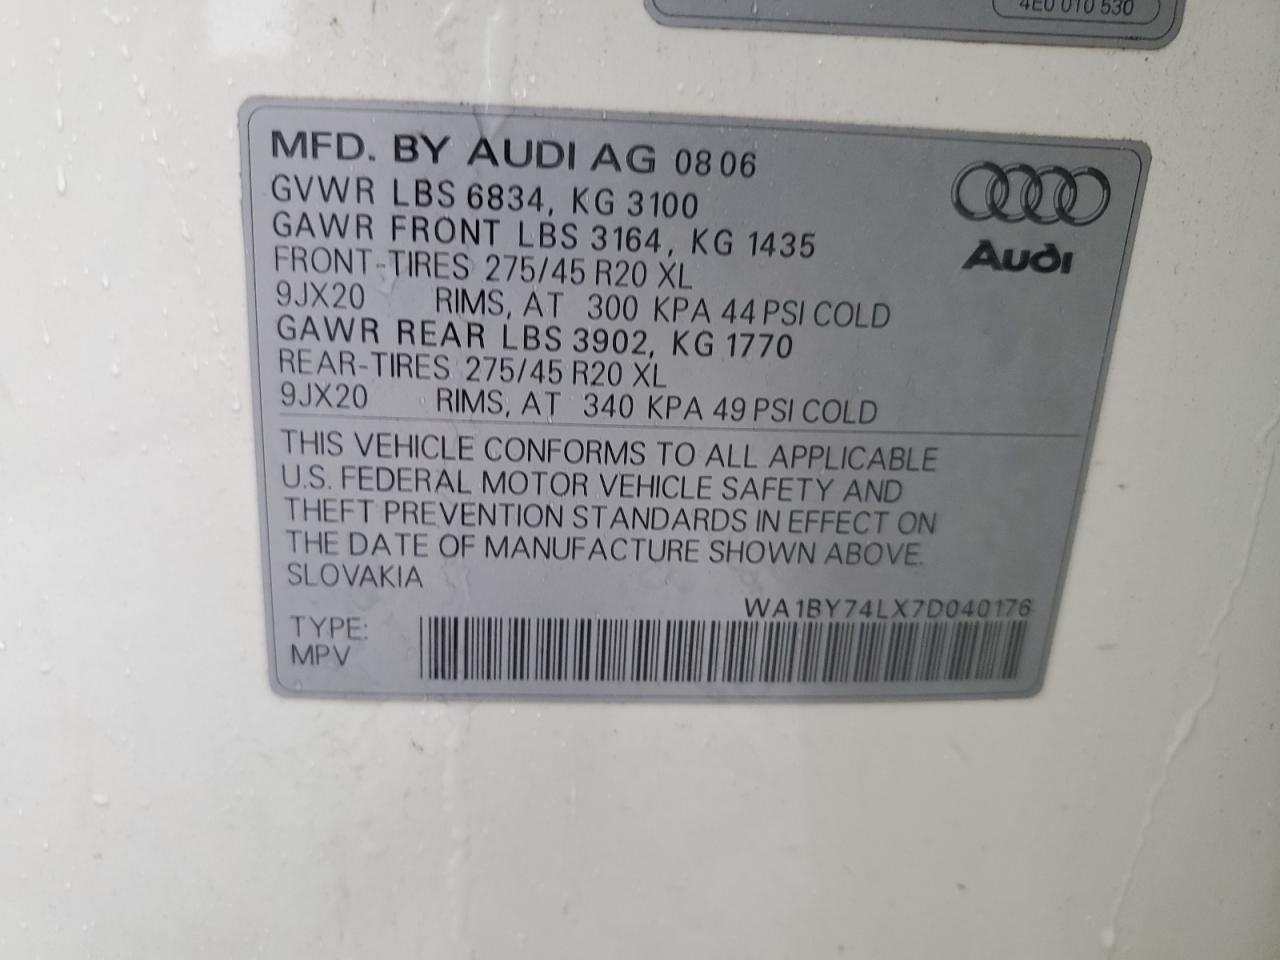 4E0 010 530
MFD. BY AUDI AG 08 06
GVWR LBS 6834, KG 3100
GAWR FRONT LBS 3164, KG 1435
FRONT-TIRES 275/45 R20 XL
9JX20 RIMS, AT 300 KPA 44 PSI COLD
GAWR REAR LBS 3902, KG 1770
REAR-TIRES 275/45 R20 XL
9JX20 RIMS, AT 340 KPA 49 PSI COLD
Audi
THIS VEHICLE CONFORMS TO ALL APPLICABLE
U.S. FEDERAL MOTOR VEHICLE SAFETY AND
THEFT PREVENTION STANDARDS IN EFFECT ON
THE DATE OF MANUFACTURE SHOWN ABOVE.
SLOVAKIA
WA1BY74LX7D040176
TYPE:
MPV